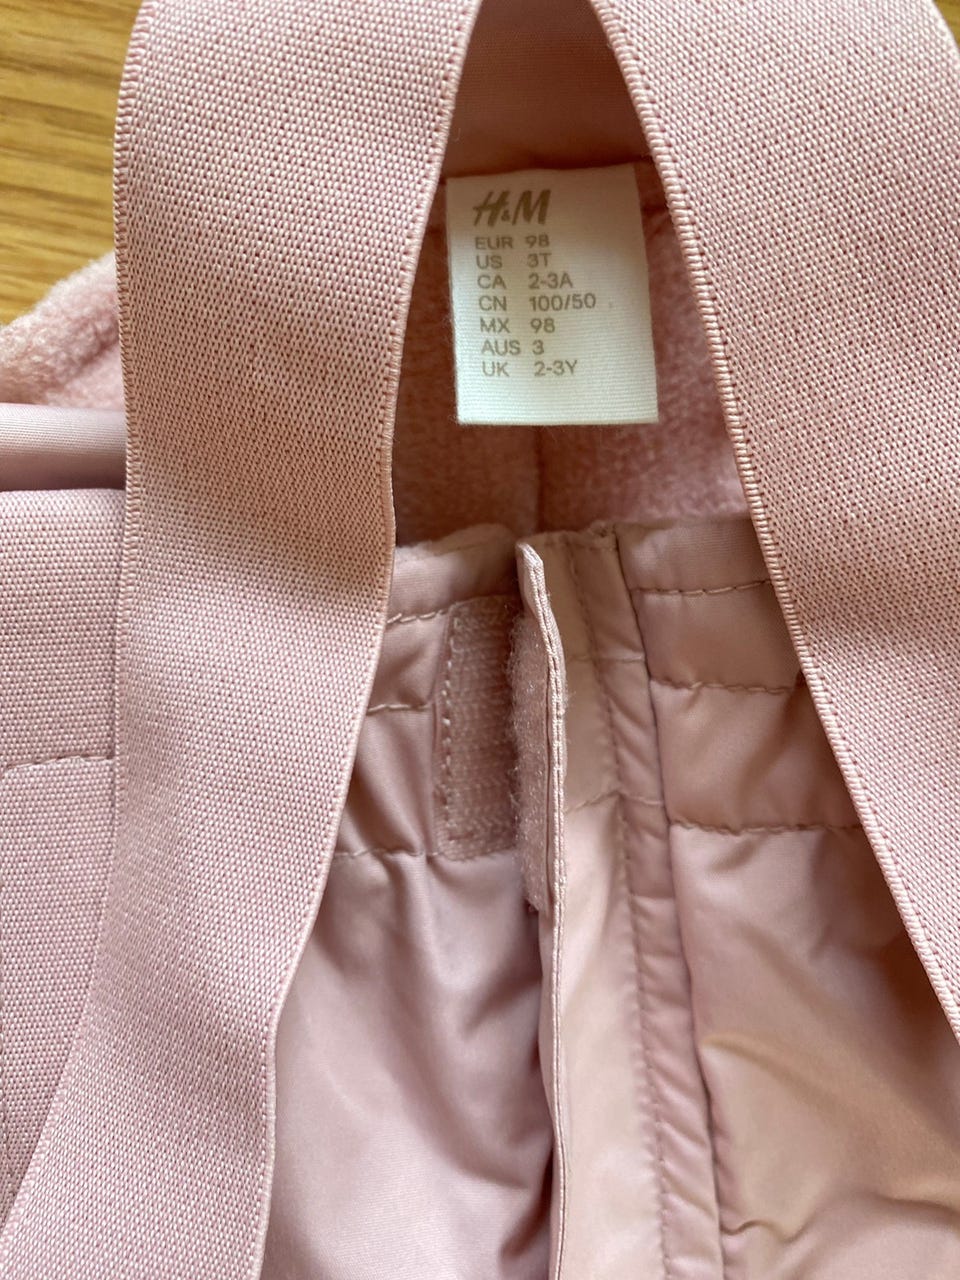 H&M
EUR 98
US 3T
CA 2-3A
CN 100/50
MX 98
AUS 3
UK 2-3Y